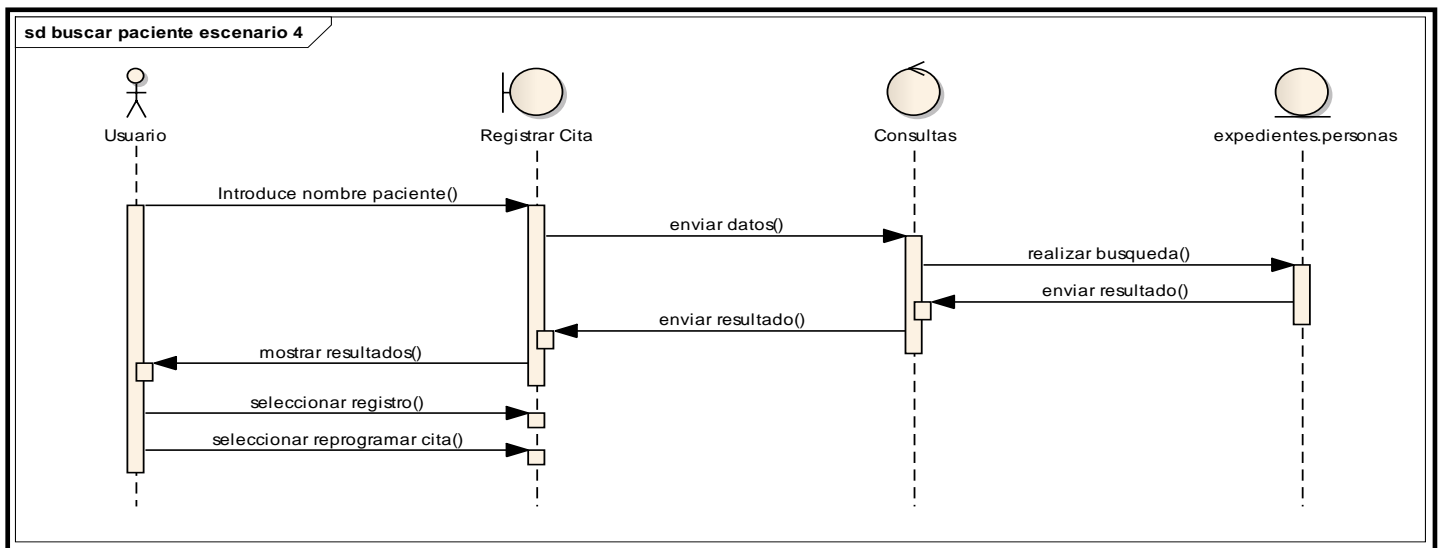 sd buscar paciente escenario 4
Usuario
Registrar Cita
Consultas
expedientes.personas
Introduce nombre paciente()
enviar datos()
realizar busqueda()
enviar resultado()
enviar resultado()
mostrar resultados()
seleccionar registro()
seleccionar reprogramar cita()